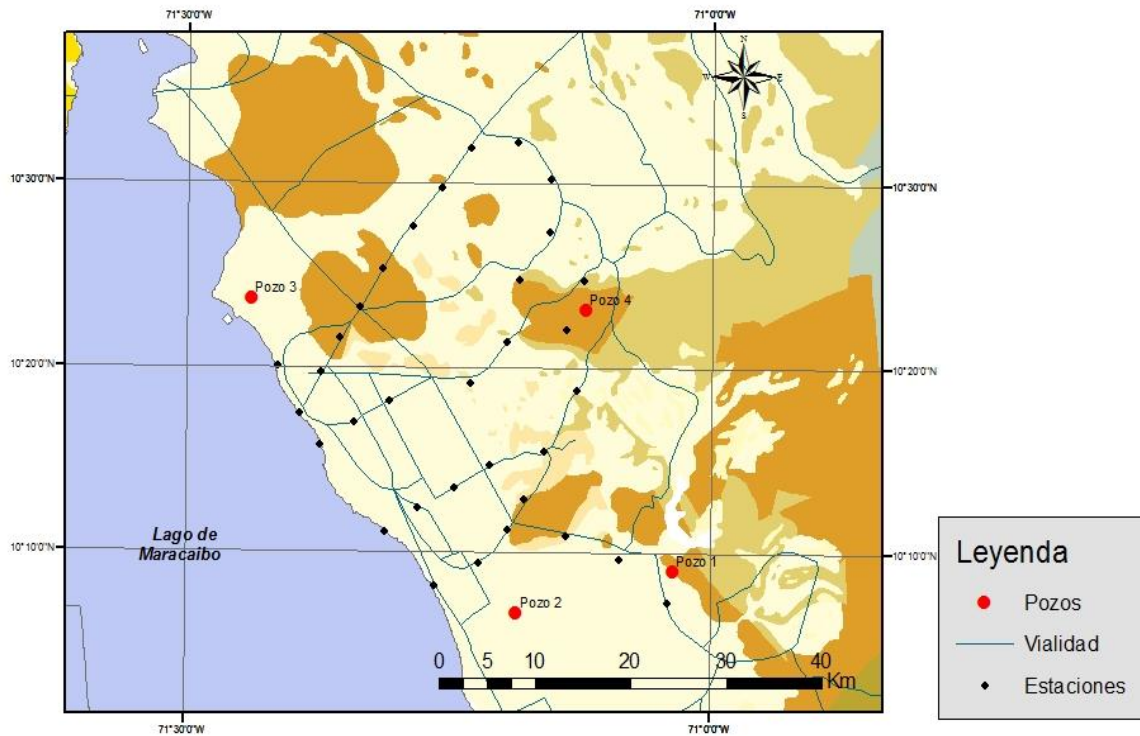 71°30'0"W
71°0'0"W
N
W
E
S
10°30'0"N
10°30'0"N
Pozo 3
Pozo 4
10°20'0"N
10°20'0"N
Lago de
Maracaibo
10°10'0"N
10°10'0"N
Pozo 1
Pozo 2
0 5 10 20 30 40
Km
71°30'0"W
71°0'0"W
Leyenda
Pozos
Vialidad
Estaciones